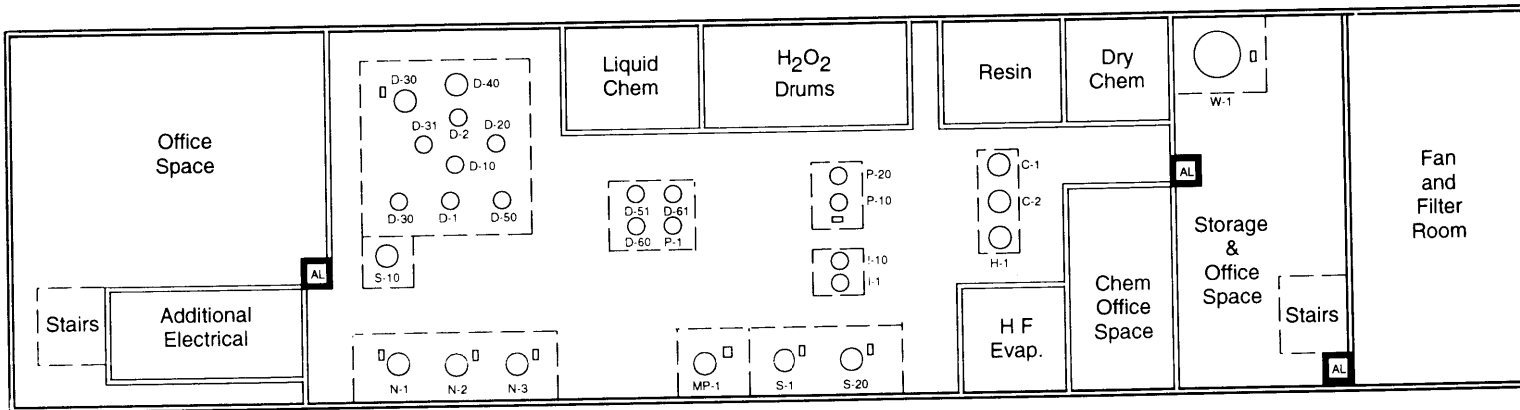 Office
Space
Stairs
Additional
Electrical
AL
D-30
D-40
D-31
D-2
D-20
D-10
D-30
D-1
D-50
S-10
N-1
N-2
N-3
Liquid
Chem
H2O2
Drums
D-51
D-61
D-60
P-1
P-20
P-10
I-10
I-1
MP-1
S-1
S-20
Resin
Dry
Chem
C-1
C-2
H-1
H F
Evap.
Chem
Office
Space
AL
W-1
Storage
&
Office
Space
Stairs
AL
Fan
and
Filter
Room